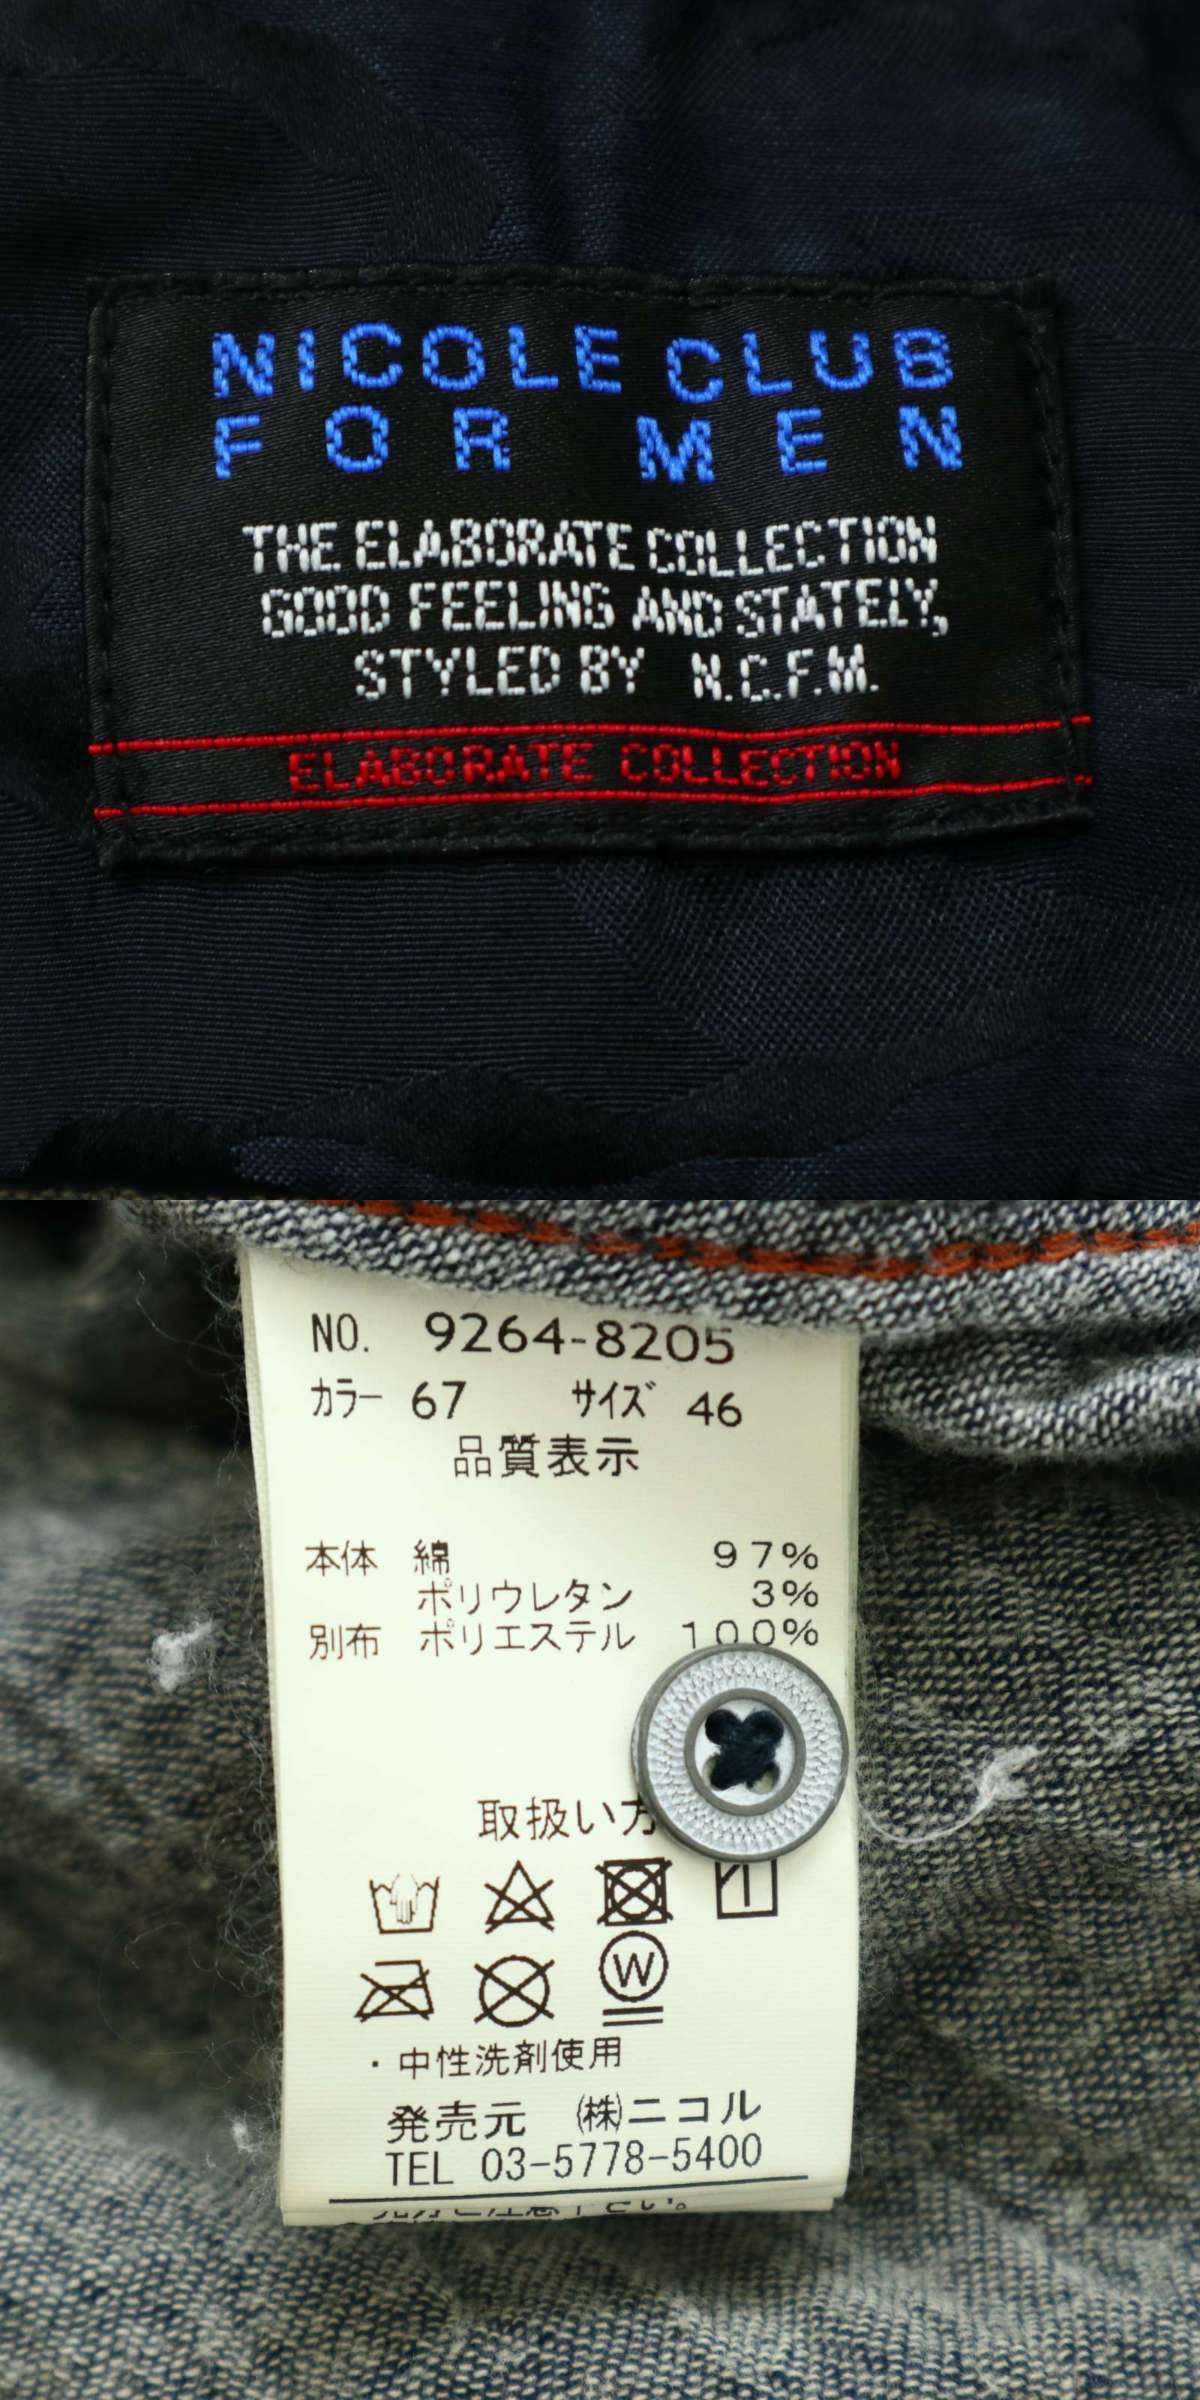 NICOLE CLUB
FOR MEN
THE ELABORATE COLLECTION
GOOD FEELING AND STATELY,
STYLED BY N.C.F.M.
ELABORATE COLLECTION
NO. 9264-8205
カラー 67 サイズ 46
品質表示
本体 綿 97%
ポリウレタン 3%
別布 ポリエステル 100%
取扱い方
W
・中性洗剤使用
発売元 ㈱ニコル
TEL 03-5778-5400